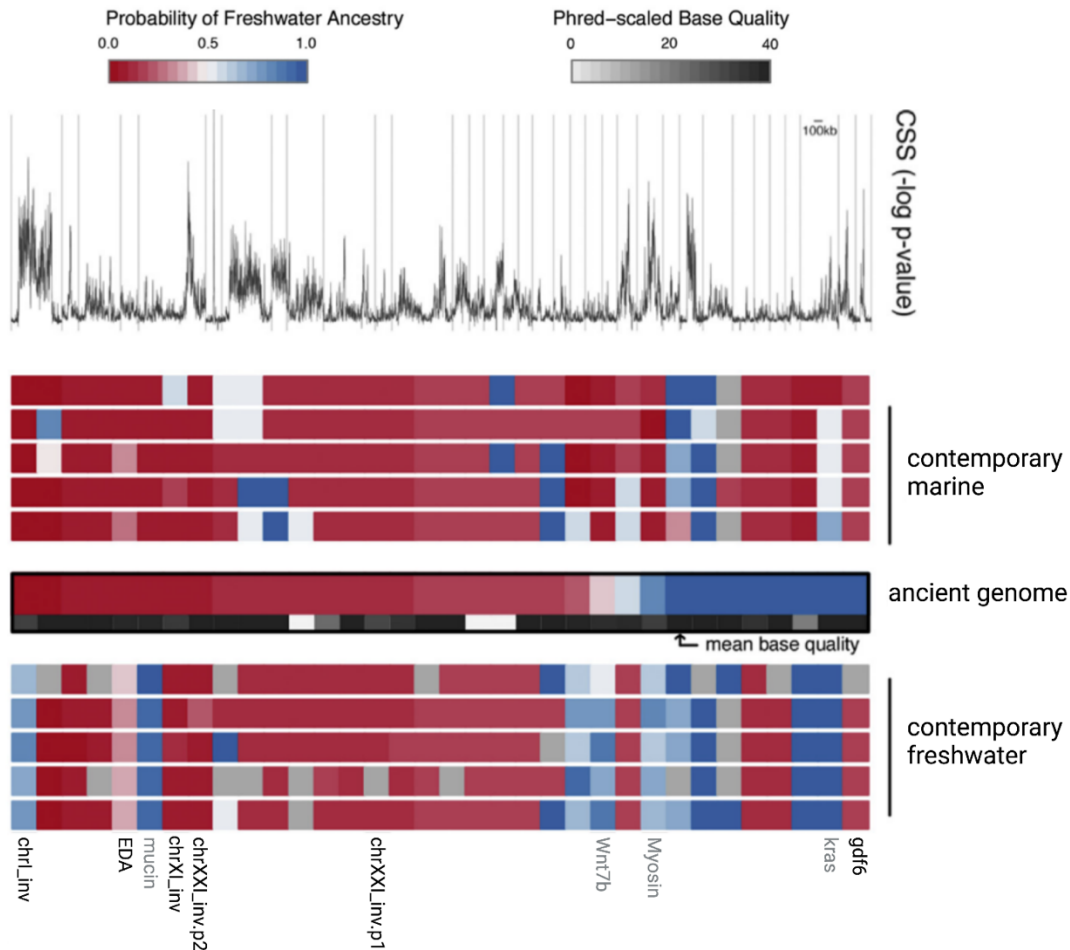 Probability of Freshwater Ancestry
0.0 0.5 1.0
Phred-scaled Base Quality
0 20 40
100kb
CSS (-log p-value)
contemporary
marine
ancient genome
mean base quality
contemporary
freshwater
chrI_inv
EDA
mucin
chrXI_inv
chrXXI_inv.p2
chrXXI_inv.p1
Wnt7b
Myosin
kras
gdf6